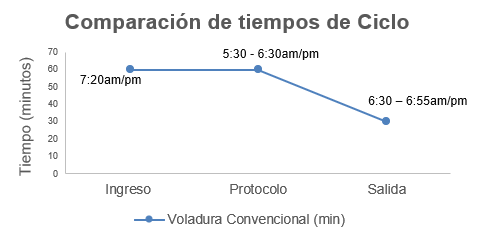 Comparación de tiempos de Ciclo
Tiempo (minutos)
70
60
50
40
30
20
10
0
7:20am/pm
5:30 - 6:30am/pm
6:30 – 6:55am/pm
Ingreso
Protocolo
Salida
Voladura Convencional (min)